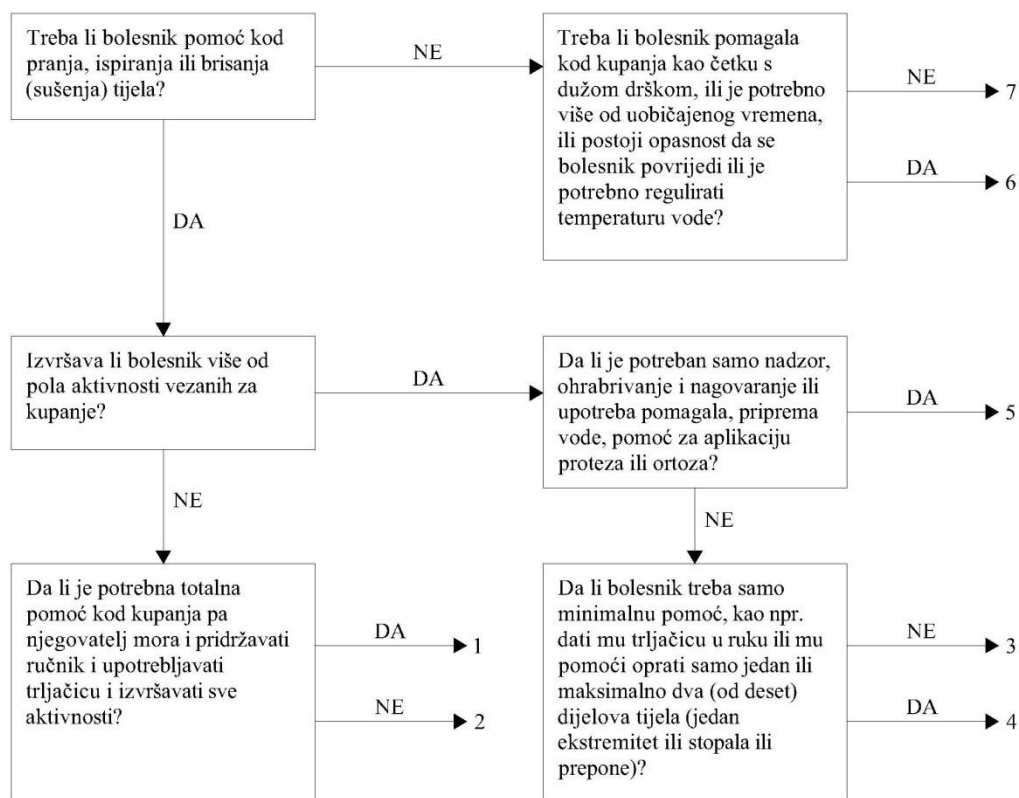 Treba li bolesnik pomoć kod
pranja, ispiranja ili brisanja
(sušenja) tijela?
NE
Treba li bolesnik pomagala
kod kupanja kao četku s
dužom drškom, ili je potrebno
više od uobičajenog vremena,
ili postoji opasnost da se
bolesnik povrijedi ili je
potrebno regulirati
temperaturu vode?
NE
7
DA
6
DA
Izvršava li bolesnik više od
pola aktivnosti vezanih za
kupanje?
DA
Da li je potreban samo nadzor,
ohrabrivanje i nagovaranje ili
upotreba pomagala, priprema
vode, pomoć za aplikaciju
proteza ili ortoza?
DA
5
NE
NE
Da li je potrebna totalna
pomoć kod kupanja pa
njegovatelj mora i pridržavati
ručnik i upotrebljavati
trljačicu i izvršavati sve
aktivnosti?
DA
1
NE
2
Da li bolesnik treba samo
minimalnu pomoć, kao npr.
dati mu trljačicu u ruku ili mu
pomoći oprati samo jedan ili
maksimalno dva (od deset)
dijelova tijela (jedan
ekstremitet ili stopala ili
prepone)?
NE
3
DA
4